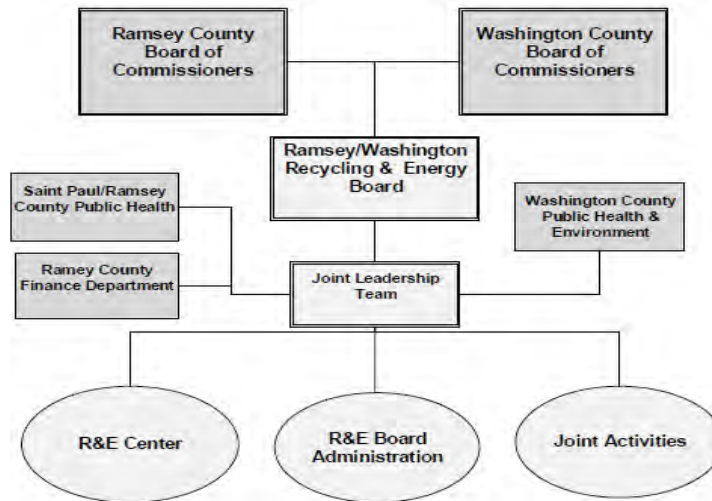 Ramsey County
Board of
Commissioners
Washington County
Board of
Commissioners
Ramsey/Washington
Recycling & Energy
Board
Saint Paul/Ramsey
County Public Health
Washington County
Public Health &
Environment
Ramey County
Finance Department
Joint Leadership
Team
R&E Center
R&E Board
Administration
Joint Activities